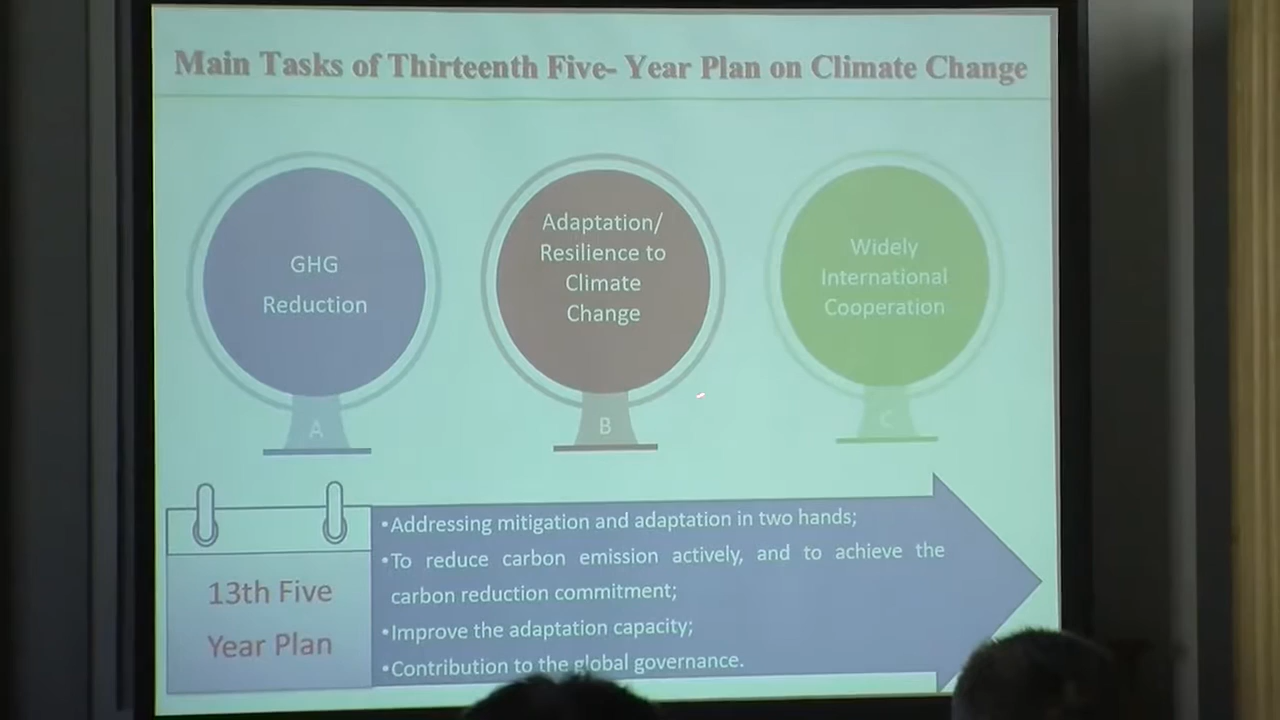 Main Tasks of Thirteenth Five- Year Plan on Climate Change
GHG
Reduction
A
Adaptation/
Resilience to
Climate
Change
B
Widely
International
Cooperation
C
13th Five
Year Plan
•Addressing mitigation and adaptation in two hands;
•To reduce carbon emission actively, and to achieve the
carbon reduction commitment;
•Improve the adaptation capacity;
•Contribution to the global governance.